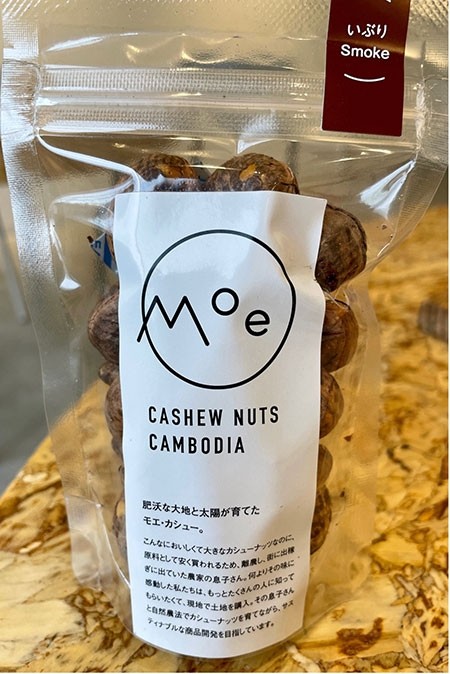 いぶり
Smoke
Moe
CASHEW NUTS
CAMBODIA
肥沃な大地と太陽が育てた
モエ・カシュー。
こんなにおいしくて大きなカシューナッツなのに、
原料として安く買われるため、離農し、街に出稼
ぎに出ていた農家の息子さん。何よりその味に
感動した私たちは、もっとたくさんの人に知って
もらいたくて、現地で土地を購入。その息子さん
と自然農法でカシューナッツを育てながら、サス
ティナブルな商品開発を目指しています。